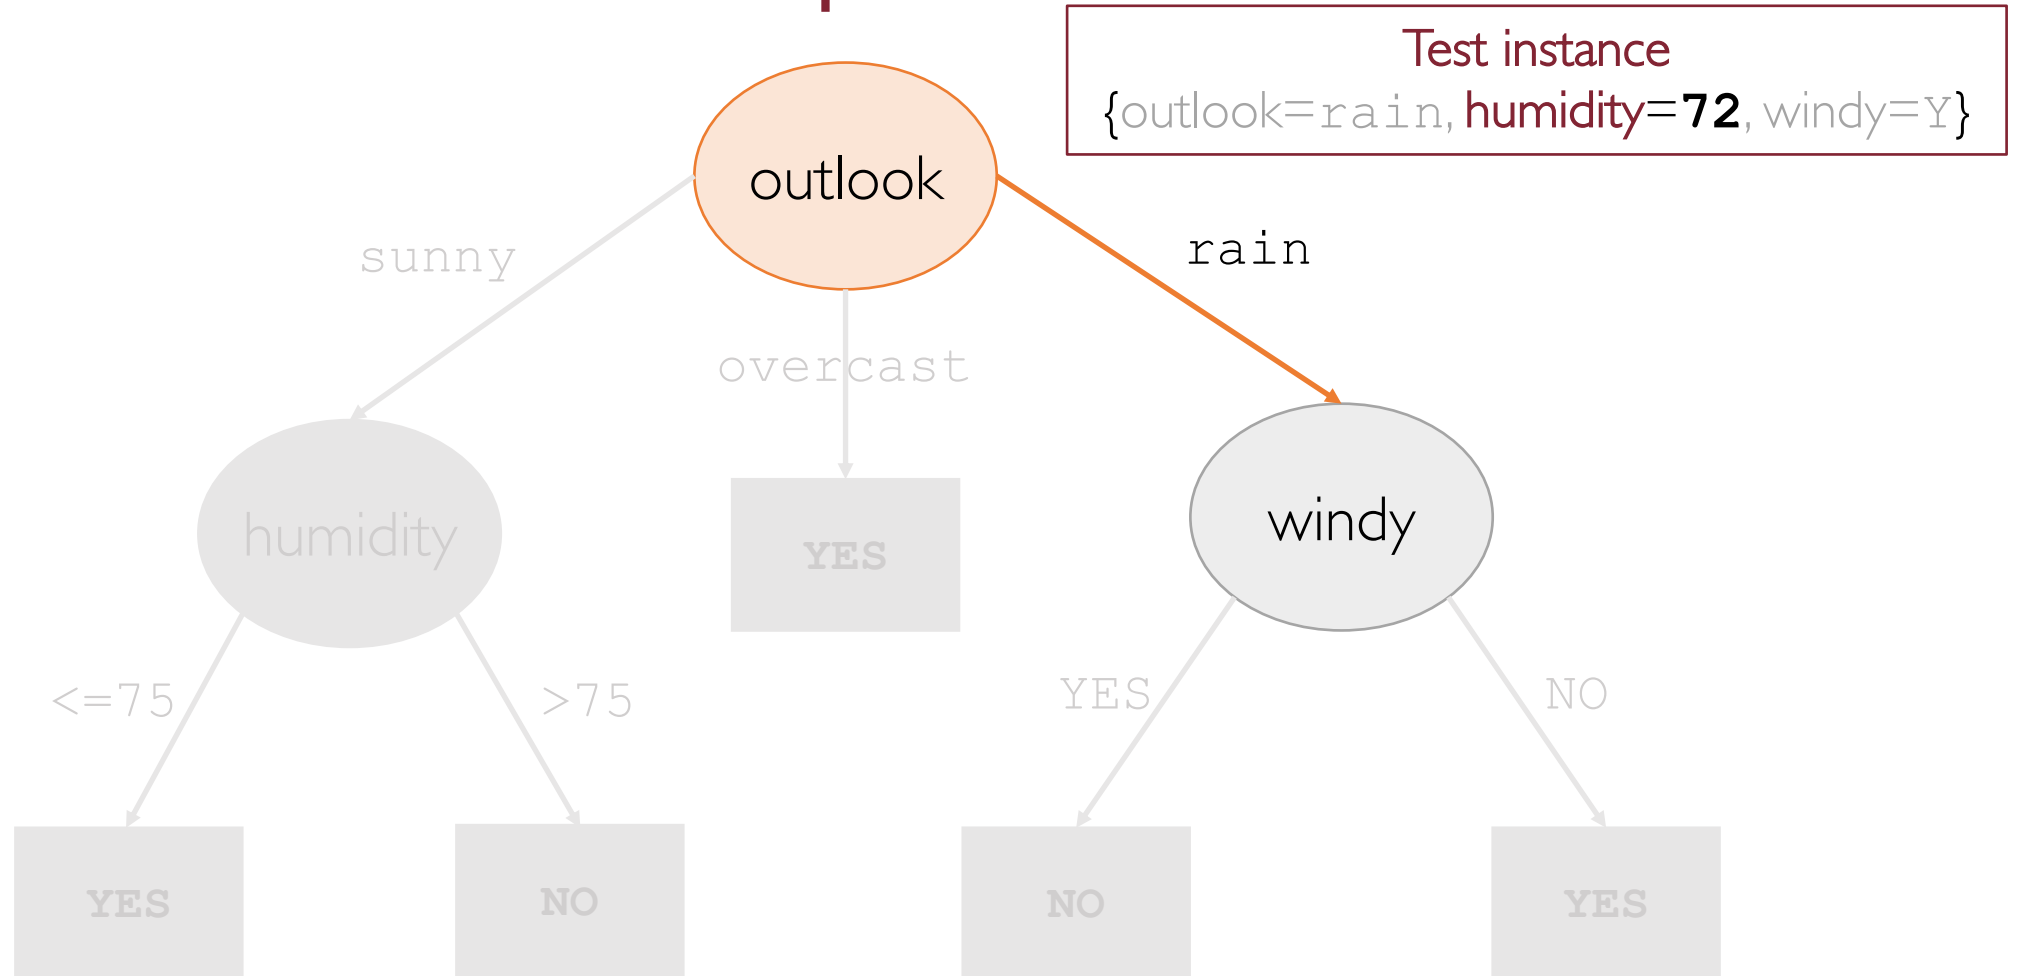 Test instance
{outlook=rain, humidity=72, windy=Y}
outlook
sunny
rain
overcast
humidity
YES
windy
<=75
>75
YES
NO
YES
NO
NO
YES